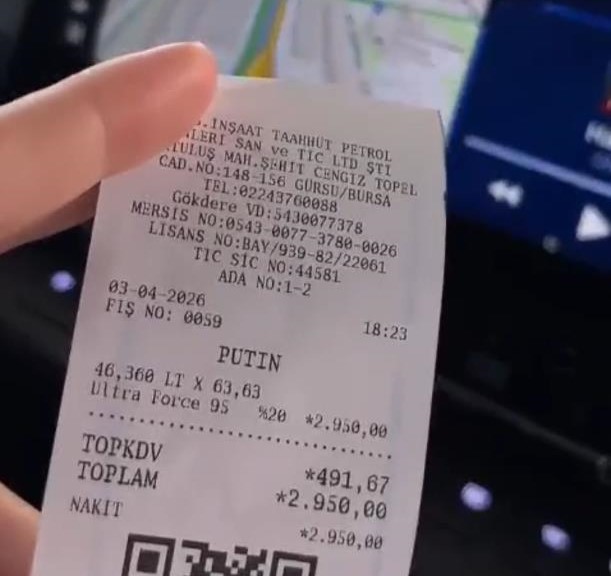 .İNŞAAT TAAHHÜT PETROL
SAN ve TİC LTD ŞTİ
MAH.ŞEHİT CENGİZ TOPEL
CAD.NO:148-156 GÜRSU/BURSA
TEL:02243760088
Gökdere VD:5430077378
MERSİS NO:0543-0077-3780-0026
LİSANS NO:BAY/939-82/22061
TİC SİC NO:44581
ADA NO:1-2
03-04-2026
18:23
FİŞ NO: 0059
PUTIN
46,360 LT X 63,63
Ultra Force 95 %20 *2.950,00
TOPKDV *491,67
TOPLAM *2.950,00
NAKİT *2.950,00